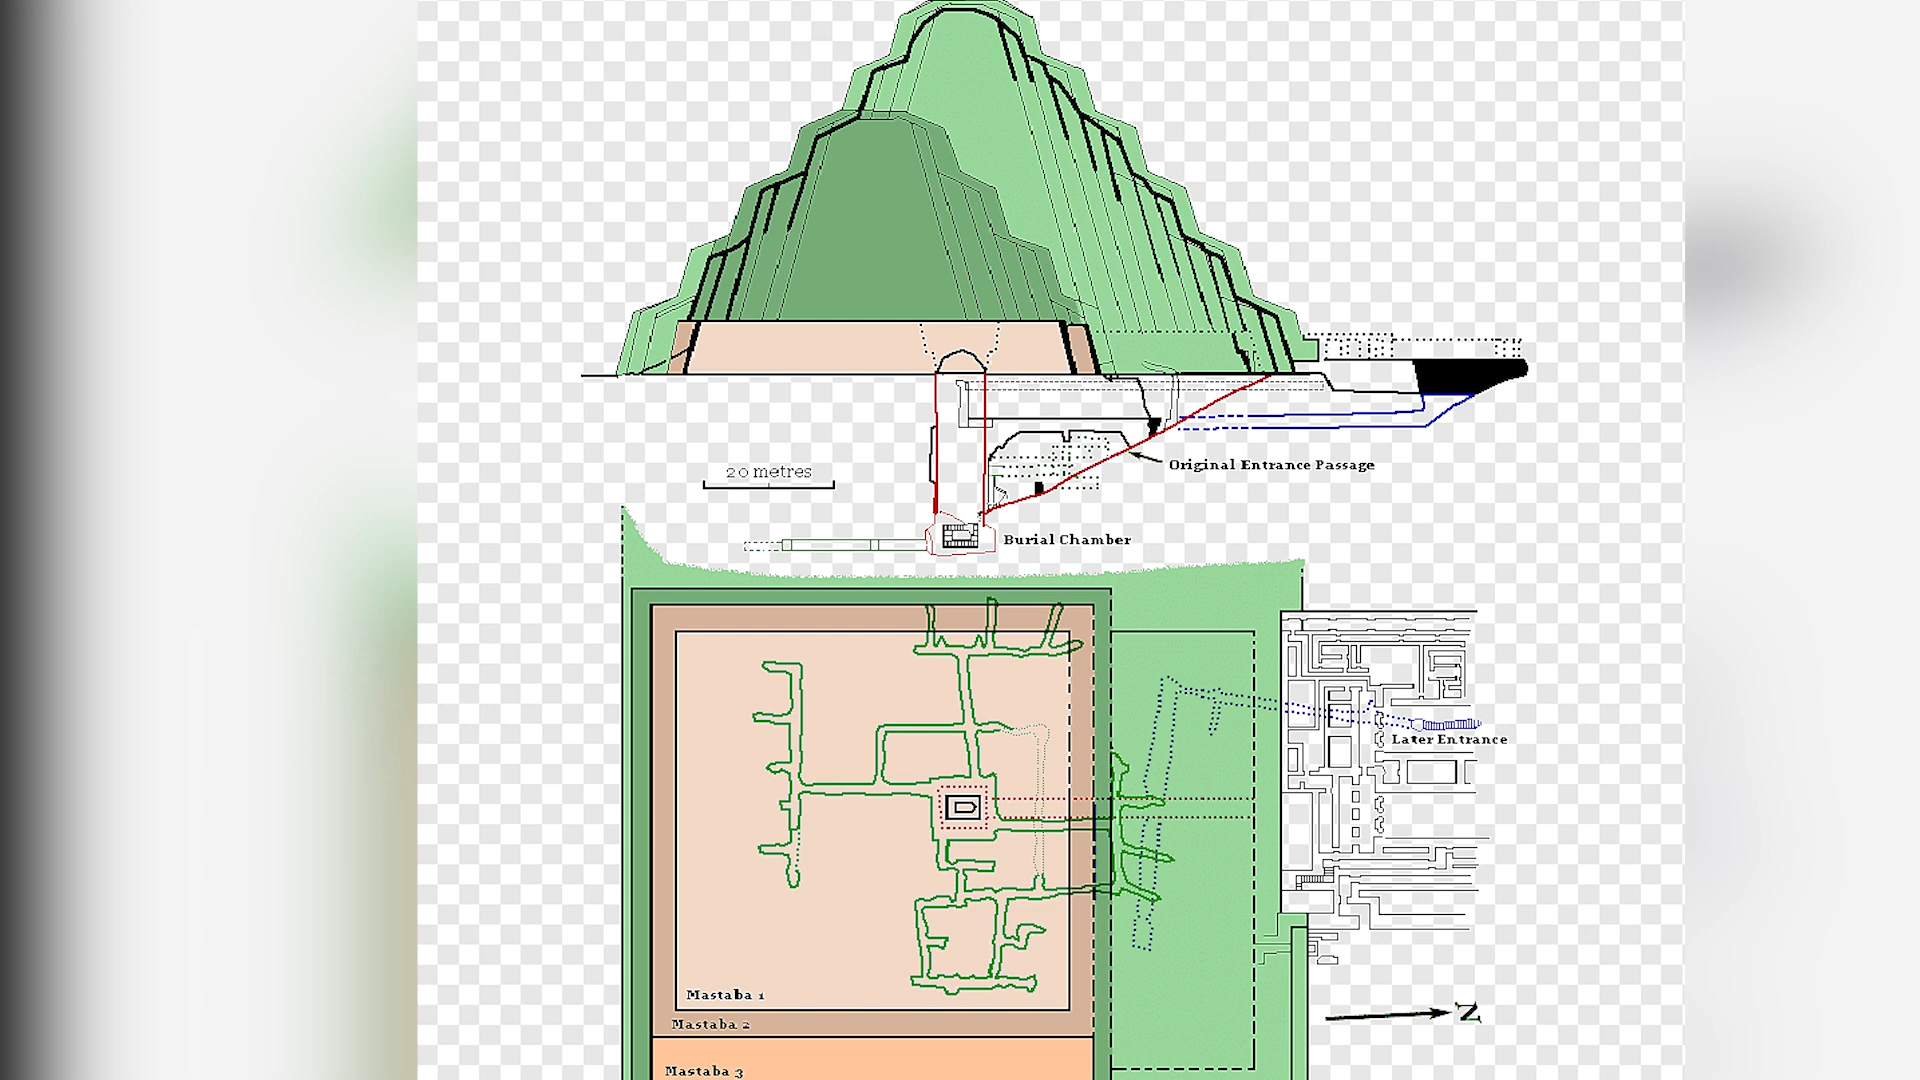 20 metres
Original Entrance Passage
Burial Chamber
Later Entrance
Mastaba 1
Mastaba 2
Mastaba 3
N